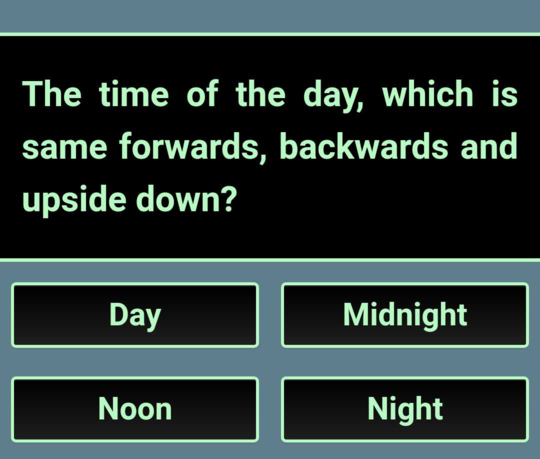 The time of the day, which is
same forwards, backwards and
upside down?
Day
Midnight
Noon
Night